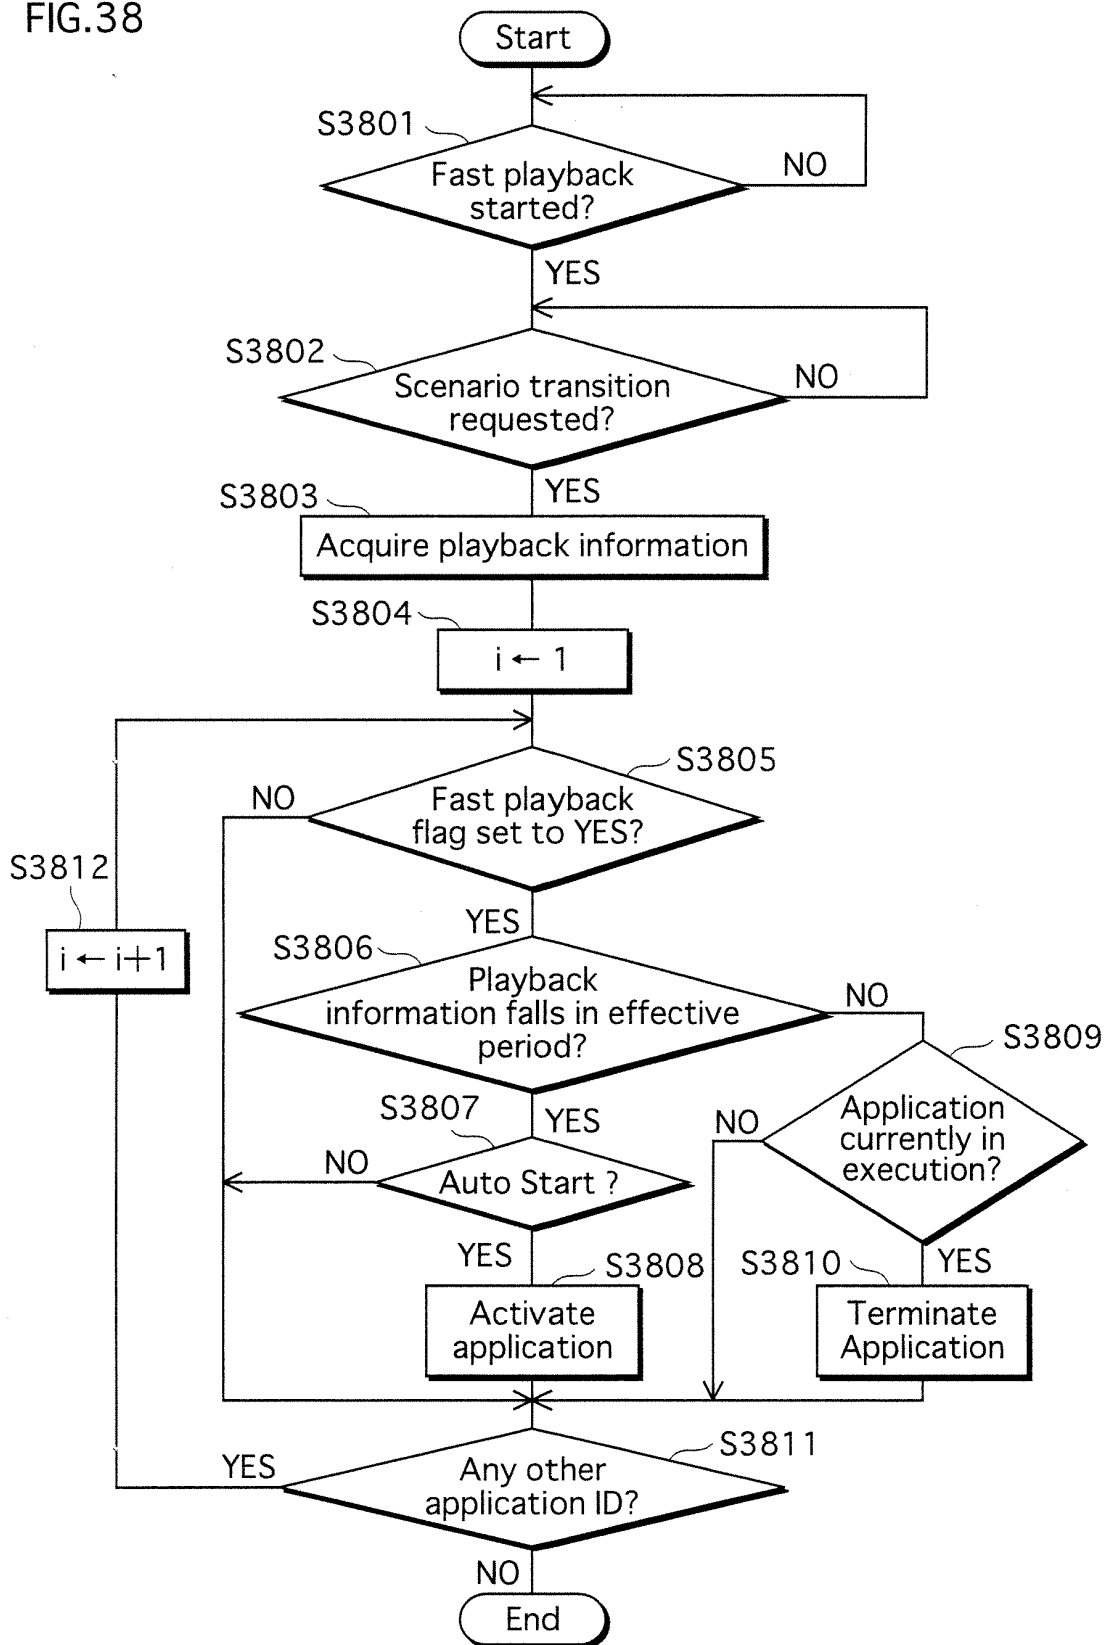 FIG.38
Start
S3801
Fast playback
started?
NO
YES
S3802
Scenario transition
requested?
NO
YES
S3803
Acquire playback information
S3804
i ← 1
S3805
Fast playback
flag set to YES?
NO
YES
S3812
i ← i+1
S3806
Playback
information falls in effective
period?
NO
YES
S3809
Application
currently in
execution?
NO
YES
S3807
Auto Start ?
NO
YES
S3808
Activate
application
S3810
Terminate
Application
S3811
Any other
application ID?
YES
NO
End